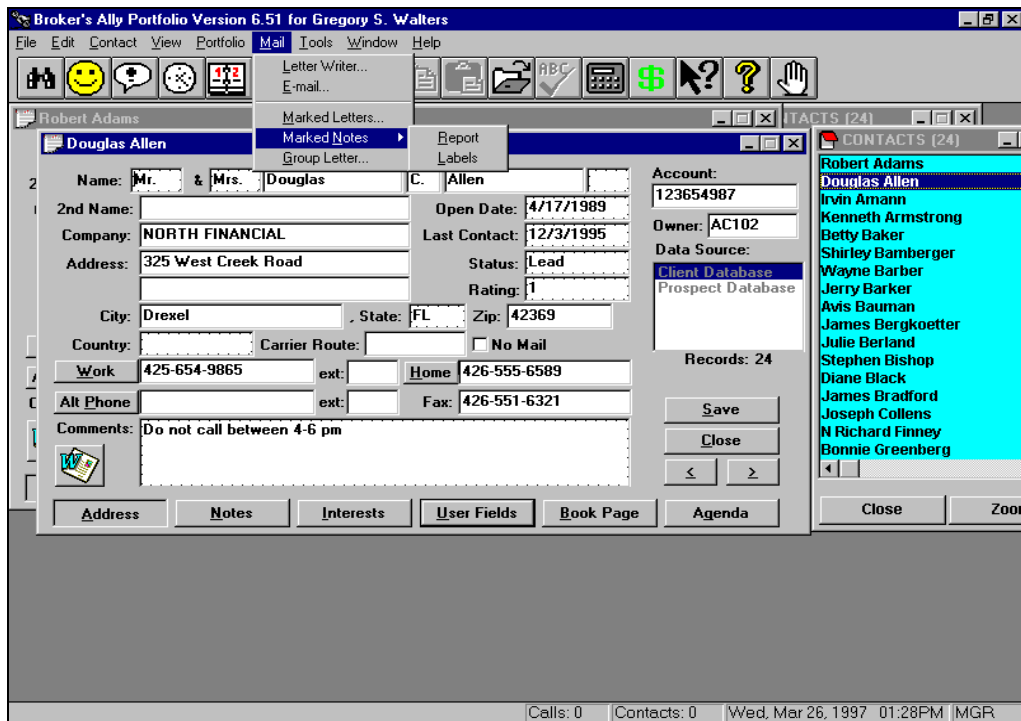 Broker's Ally Portfolio Version 6.51 for Gregory S. Walters
File Edit Contact View Portfolio Mail Tools Window Help
Letter Writer...
E-mail...
Marked Letters...
Marked Notes
Group Letter...
Report
Labels
ABC
Robert Adams
Douglas Allen
Name: Mr. & Mrs. Douglas C. Allen
2nd Name:
Open Date: 4/17/1989
Company: NORTH FINANCIAL
Last Contact: 12/3/1995
Address: 325 West Creek Road
Status: Lead
Rating: 1
City: Drexel , State: FL Zip: 42369
Country: Carrier Route: No Mail
Work 425-654-9865 ext: Home 426-555-6589
Alt Phone ext: Fax: 426-551-6321
Comments: Do not call between 4-6 pm
Account:
123654987
Owner: AC102
Data Source:
Client Database
Prospect Database
Records: 24
Save
Close
< >
Address Notes Interests User Fields Book Page Agenda
NTACTS (24)
CONTACTS (24)
Robert Adams
Douglas Allen
Irvin Amann
Kenneth Armstrong
Betty Baker
Shirley Bamberger
Wayne Barber
Jerry Barker
Avis Bauman
James Bergkoetter
Julie Berland
Stephen Bishop
Diane Black
James Bradford
Joseph Collens
N Richard Finney
Bonnie Greenberg
Close Zoo
Calls: 0 Contacts: 0 Wed, Mar 26, 1997 01:28PM MGR